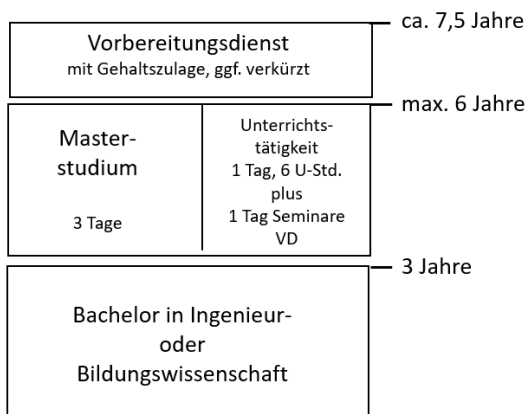 ca. 7,5 Jahre
Vorbereitungsdienst
mit Gehaltszulage, ggf. verkürzt
max. 6 Jahre
Master-
studium
3 Tage
Unterrichts-
tätigkeit
1 Tag, 6 U-Std.
plus
1 Tag Seminare
VD
3 Jahre
Bachelor in Ingenieur-
oder
Bildungswissenschaft